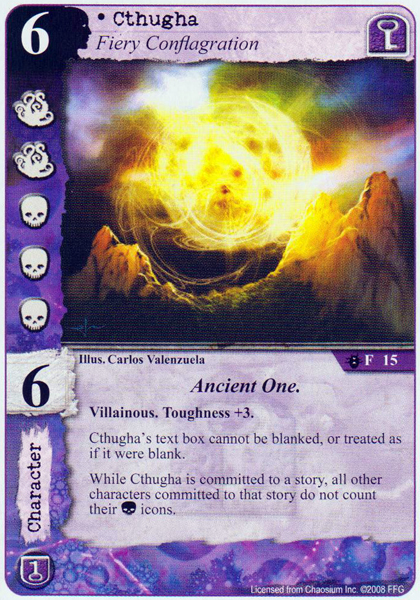 6
• Cthugha
Fiery Conflagration
Illus. Carlos Valenzuela
F 15
6
Ancient One.
Villainous. Toughness +3.
Cthugha's text box cannot be blanked, or treated as
if it were blank.
While Cthugha is committed to a story, all other
characters committed to that story do not count
their icons.
Character
Licensed from Chaosium Inc. ©2008 FFG